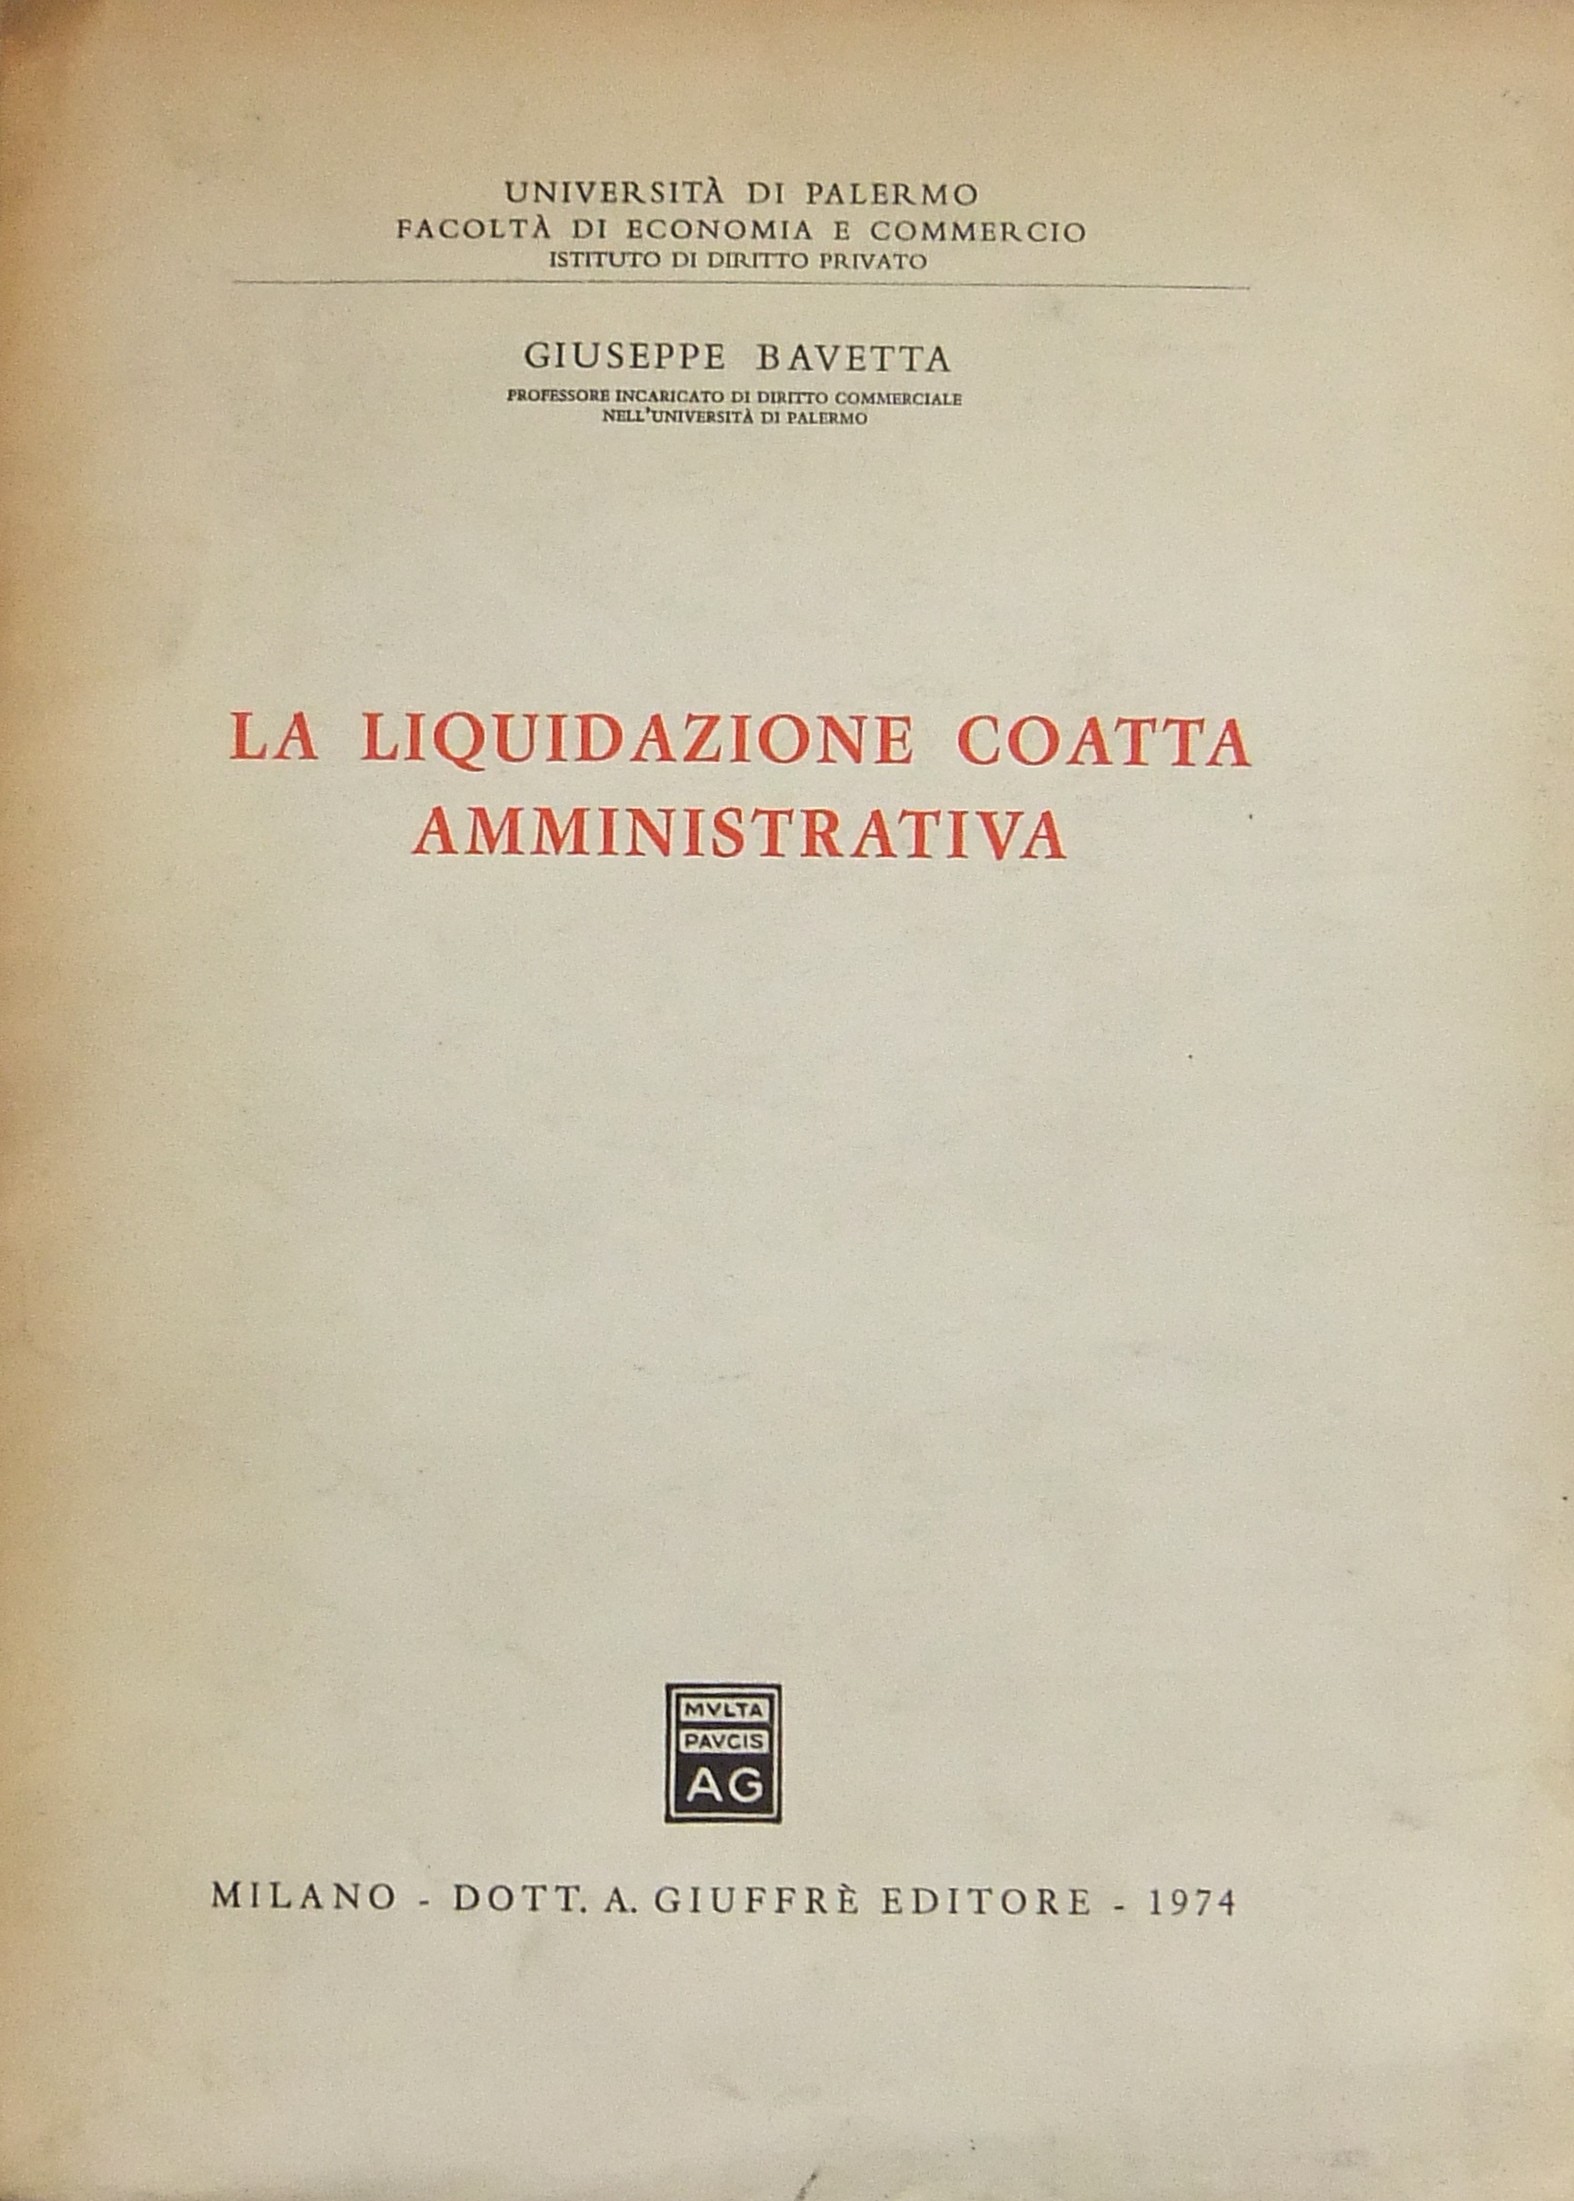 UNIVERSITÀ DI PALERMO
FACOLTÀ DI ECONOMIA E COMMERCIO
ISTITUTO DI DIRITTO PRIVATO
GIUSEPPE BAVETTA
PROFESSORE INCARICATO DI DIRITTO COMMERCIALE
NELL'UNIVERSITÀ DI PALERMO
LA LIQUIDAZIONE COATTA
AMMINISTRATIVA
MVLTA
PAVCIS
AG
MILANO - DOTT. A. GIUFFRÈ EDITORE - 1974